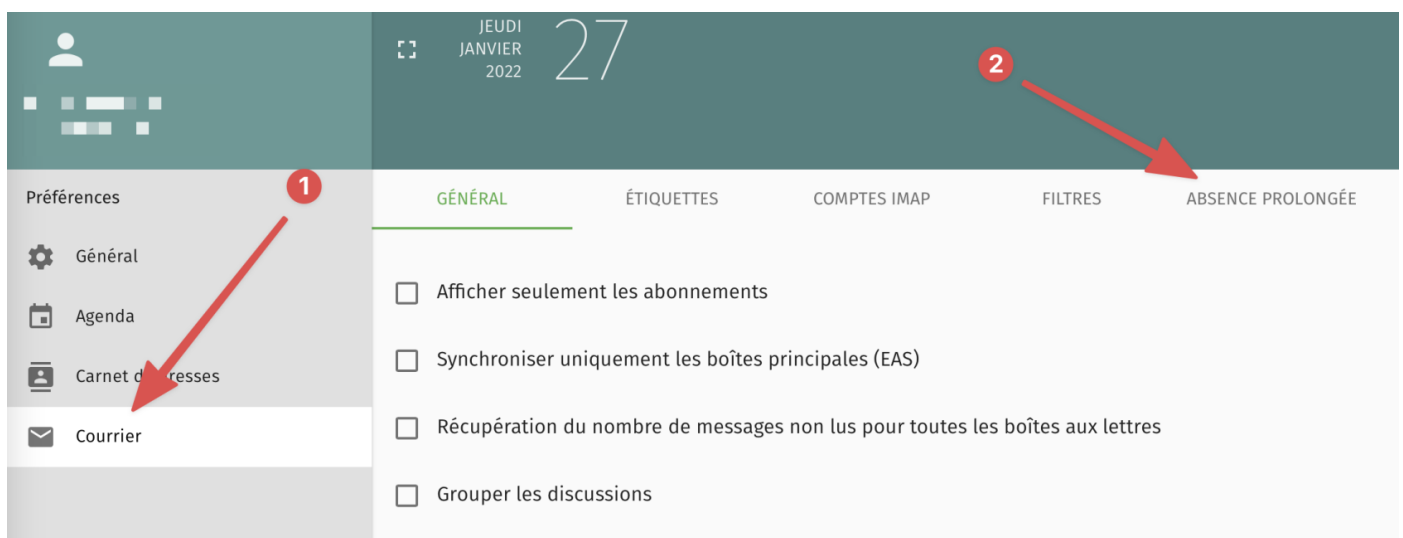 JEUDI
JANVIER
2022
27
2
1
Préférences
GÉNÉRAL
ÉTIQUETTES
COMPTES IMAP
FILTRES
ABSENCE PROLONGÉE
Général
Agenda
Carnet d'adresses
Courrier
Afficher seulement les abonnements
Synchroniser uniquement les boîtes principales (EAS)
Récupération du nombre de messages non lus pour toutes les boîtes aux lettres
Grouper les discussions